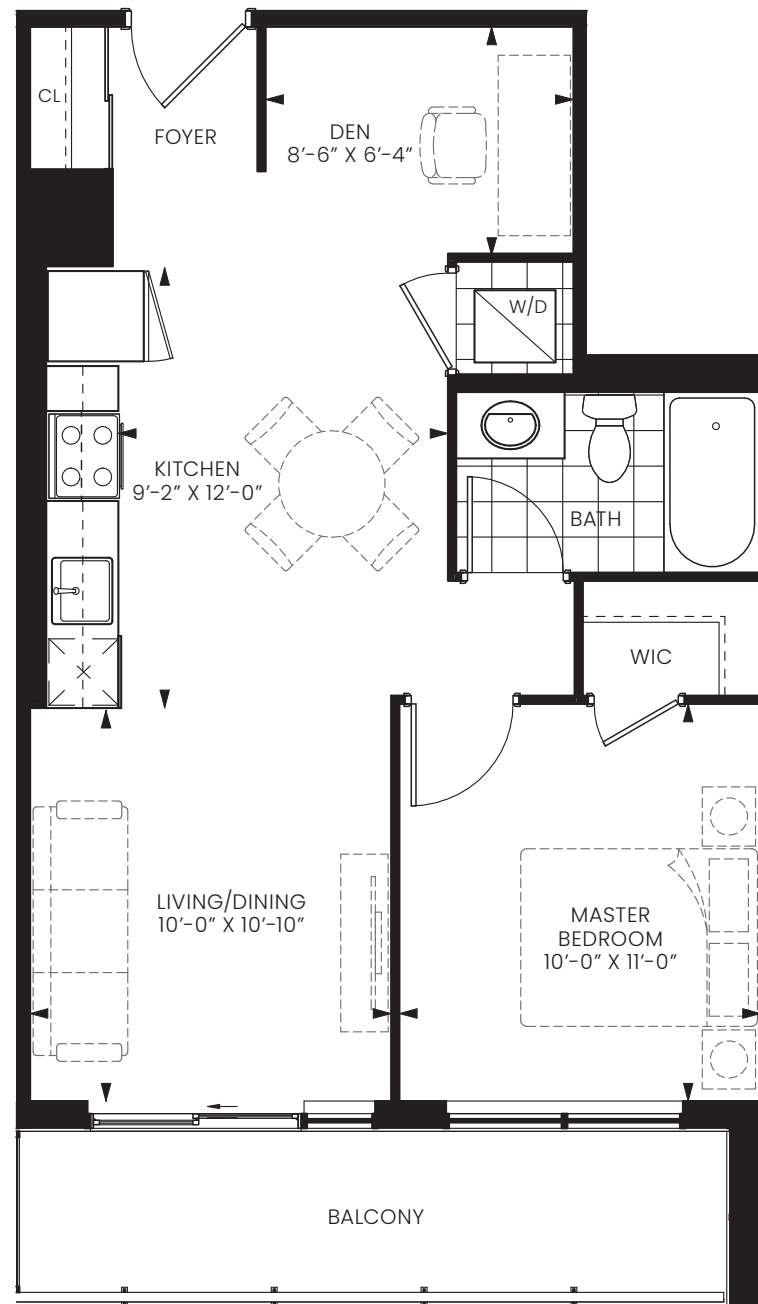 CL
FOYER
DEN
8’-6” X 6’-4”
W/D
KITCHEN
9’-2” X 12’-0”
BATH
WIC
LIVING/DINING
10’-0” X 10’-10”
MASTER
BEDROOM
10’-0” X 11’-0”
BALCONY